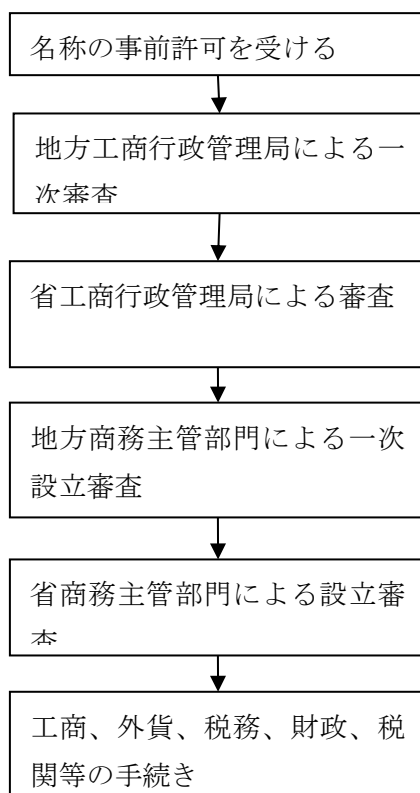 名称の事前許可を受ける
地方工商行政管理局による一
次審査
省工商行政管理局による審査
地方商務主管部門による一次
設立審査
省商務主管部門による設立審
査
工商、外貨、税務、財政、税
関等の手続き